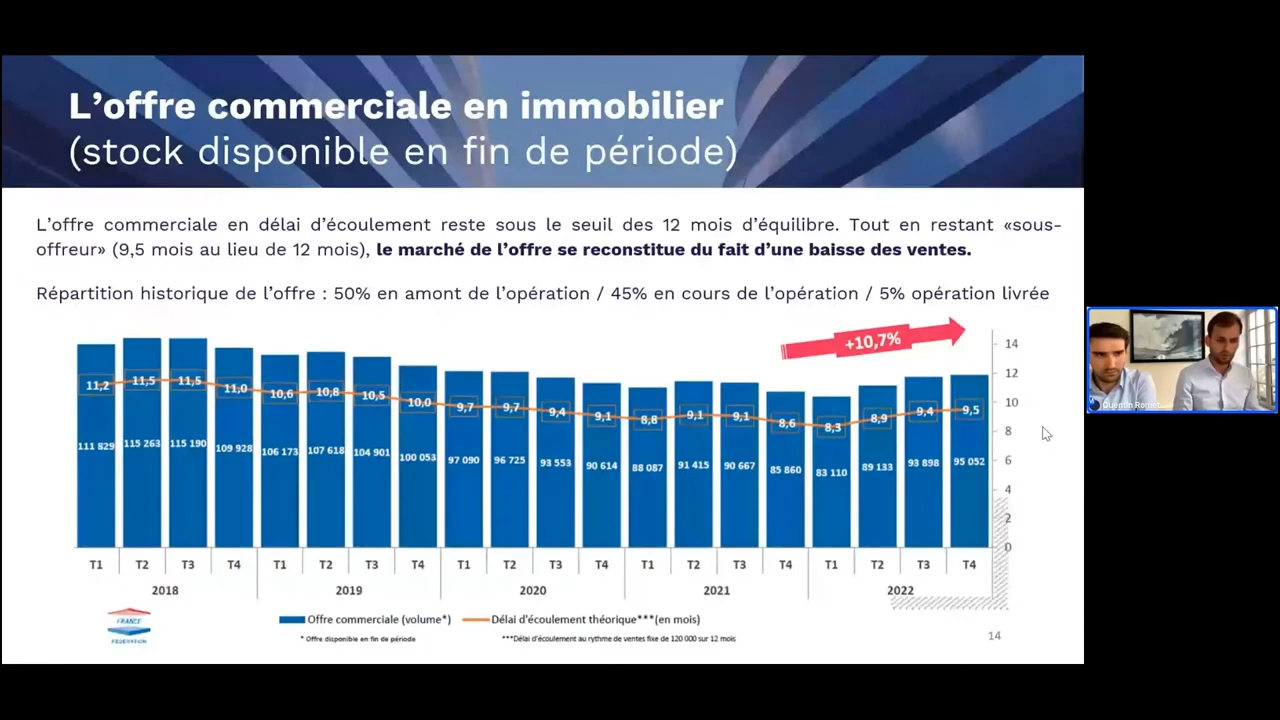 L’offre commerciale en immobilier
(stock disponible en fin de période)
L’offre commerciale en délai d’écoulement reste sous le seuil des 12 mois d’équilibre. Tout en restant «sous-
offreur» (9,5 mois au lieu de 12 mois), le marché de l’offre se reconstitue du fait d’une baisse des ventes.
Répartition historique de l’offre : 50% en amont de l’opération / 45% en cours de l’opération / 5% opération livrée
+10,7%
14
12
10
8
6
4
2
0
11,2 11,5 11,5 11,0 10,6 10,8 10,5 10,0 9,7 9,7 9,4 9,1 8,8 9,1 9,1 8,6 8,3 8,9 9,4 9,5
111 829 115 263 115 190 109 928 106 173 107 618 104 901 100 053 97 090 96 725 93 553 90 614 88 087 91 415 90 667 85 860 83 110 89 133 93 898 95 052
T1 T2 T3 T4 T1 T2 T3 T4 T1 T2 T3 T4 T1 T2 T3 T4 T1 T2 T3 T4
2018 2019 2020 2021 2022
Offre commerciale (volume*) Délai d'écoulement théorique***(en mois)
* Offre disponible en fin de période ***Délai d'écoulement au rythme de ventes fixe de 120 000 sur 12 mois
FRANCE
FEDERATION
14
Quentin Romet